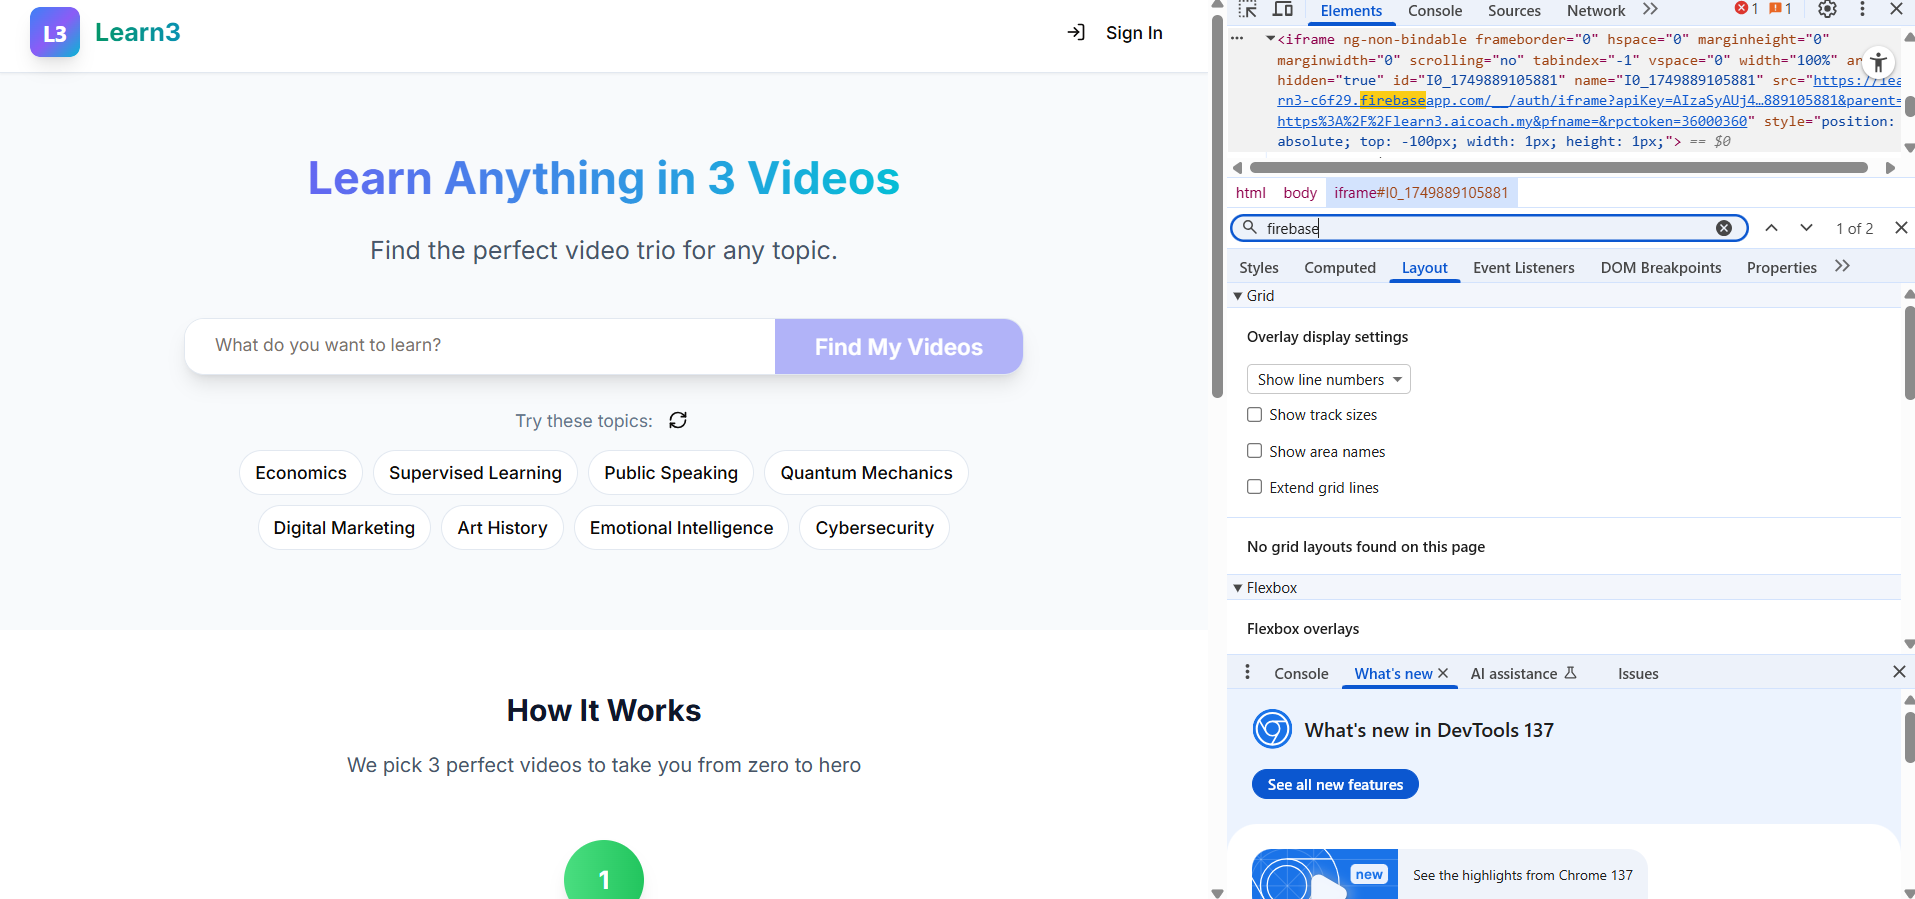 L3 Learn3
Sign In
Learn Anything in 3 Videos
Find the perfect video trio for any topic.
What do you want to learn?
Find My Videos
Try these topics:
Economics
Supervised Learning
Public Speaking
Quantum Mechanics
Digital Marketing
Art History
Emotional Intelligence
Cybersecurity
How It Works
We pick 3 perfect videos to take you from zero to hero
1
Elements Console Sources Network 1 1
<iframe ng-non-bindable frameborder="0" hspace="0" marginheight="0"
marginwidth="0" scrolling="no" tabindex="-1" vspace="0" width="100%"
hidden="true" id="I0_1749889105881" name="I0_1749889105881" src="https://lea
rn3-c6f29.firebaseapp.com/__/auth/iframe?apiKey=AIzaSyAUj4…889105881&parent=
https%3A%2F%2Flearn3.aicoach.my&pfname=&rpctoken=36000360" style="position:
absolute; top: -100px; width: 1px; height: 1px;"> == $0
html body iframe#I0_1749889105881
firebase
1 of 2
Styles Computed Layout Event Listeners DOM Breakpoints Properties
Grid
Overlay display settings
Show line numbers
Show track sizes
Show area names
Extend grid lines
No grid layouts found on this page
Flexbox
Flexbox overlays
Console What's new AI assistance Issues
What's new in DevTools 137
See all new features
new
See the highlights from Chrome 137